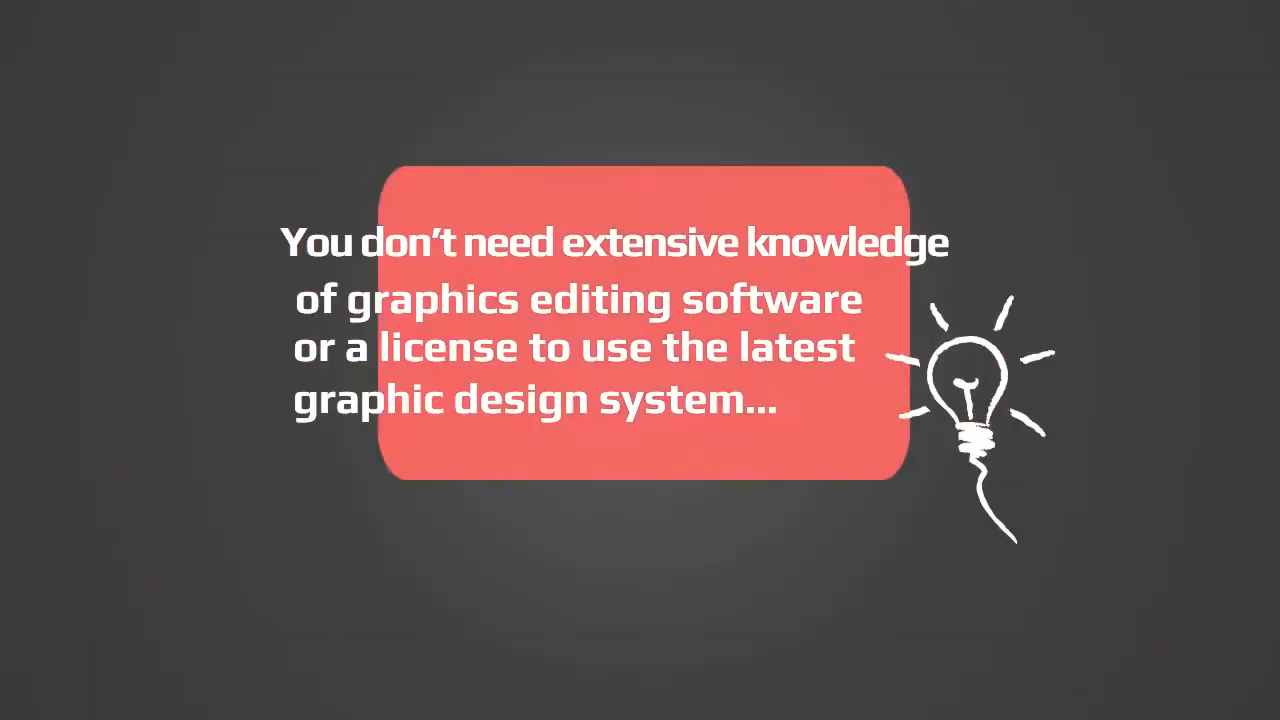 You don’t need extensive knowledge
of graphics editing software
or a license to use the latest
graphic design system...